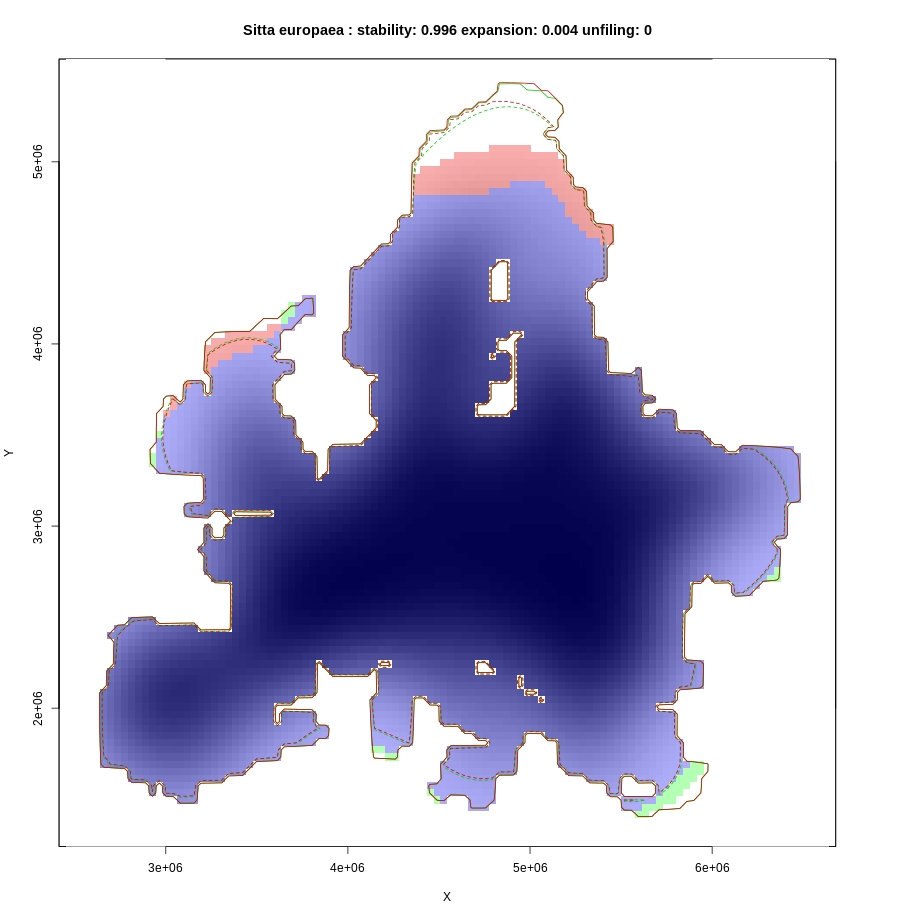 Sitta europaea : stability: 0.996 expansion: 0.004 unfiling: 0
5e+06
4e+06
3e+06
2e+06
Y
3e+06 4e+06 5e+06 6e+06
X